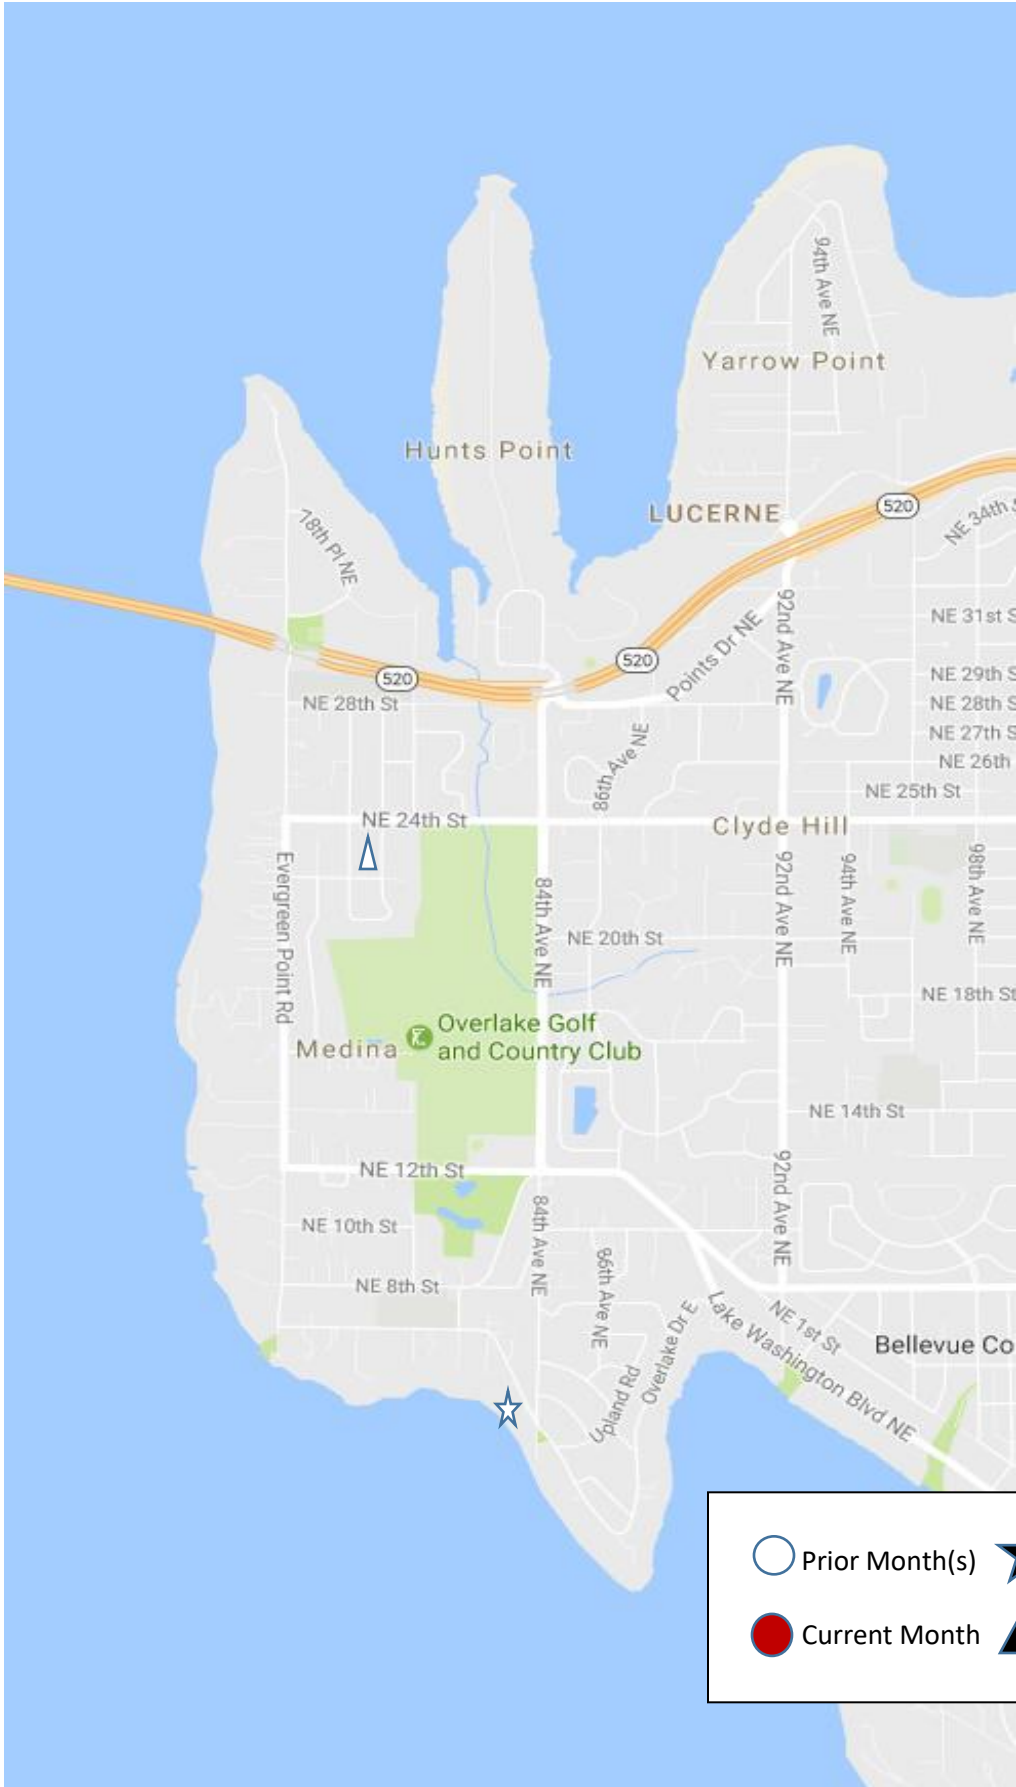 94th Ave NE
Yarrow Point
Hunts Point
LUCERNE
520
NE 34th
18th Pl NE
92nd Ave NE
NE 31st S
Points Dr NE
520
NE 29th S
520
NE 28th St
NE 28th S
NE 27th S
86th Ave NE
NE 26th
NE 25th St
NE 24th St
Clyde Hill
Evergreen Point Rd
84th Ave NE
92nd Ave NE
94th Ave NE
98th Ave NE
NE 20th St
NE 18th St
Overlake Golf
and Country Club
Medina
NE 14th St
NE 12th St
92nd Ave NE
84th Ave NE
NE 10th St
86th Ave NE
NE 8th St
Overlake Dr E
Lake Washington Blvd NE
NE 1st St
Bellevue Co
Upland Rd
Prior Month(s)
Current Month